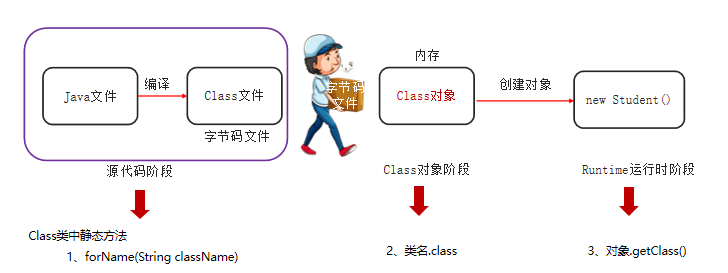 内存
编译
创建对象
Java文件
Class文件
字节码
文件
Class对象
new Student()
字节码文件
源代码阶段
Class对象阶段
Runtime运行时阶段
Class类中静态方法
1、forName(String className)
2、类名.class
3、对象.getClass()